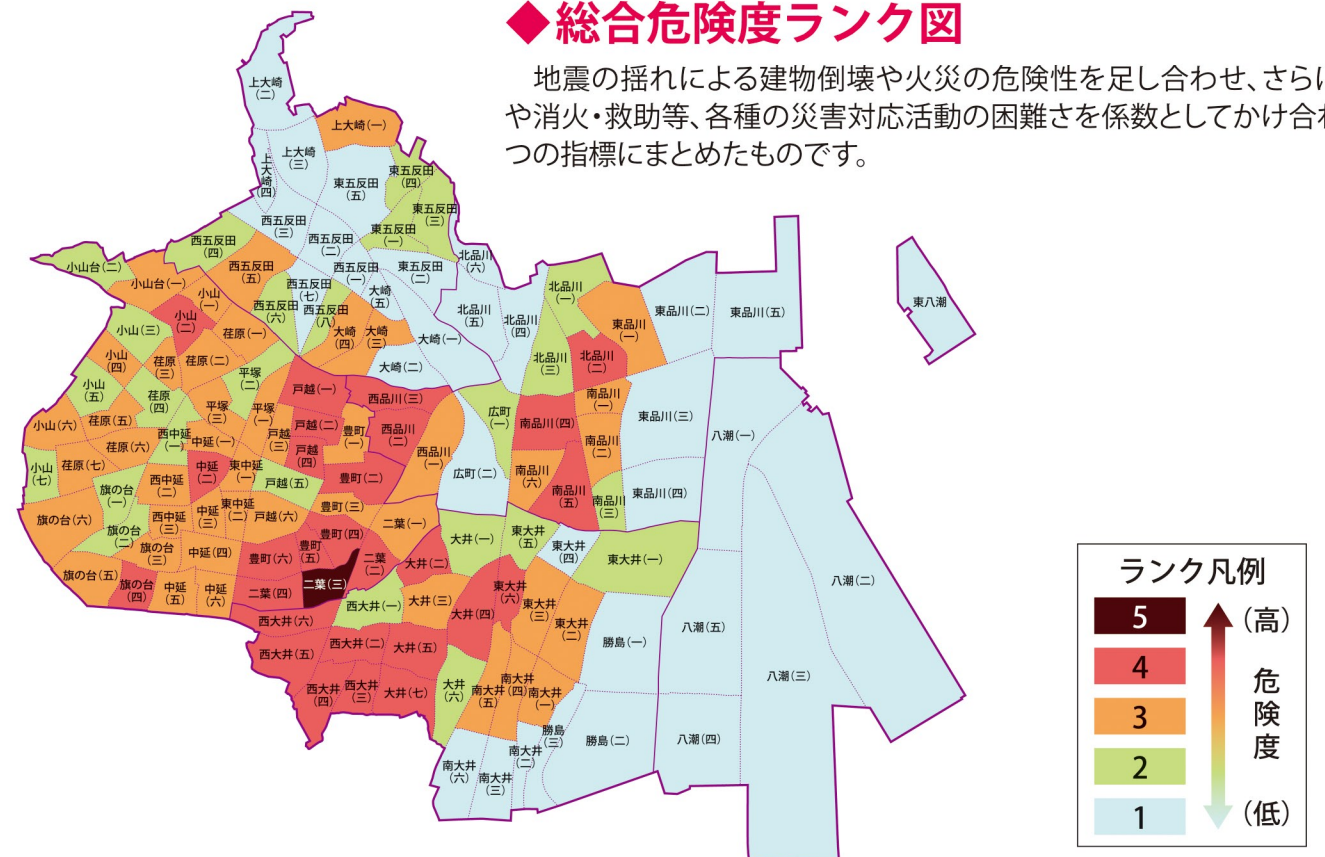 ◆総合危険度ランク図
地震の揺れによる建物倒壊や火災の危険性を足し合わせ、さらに
や消火・救助等、各種の災害対応活動の困難さを係数としてかけ合わ
つの指標にまとめたものです。
上大崎(二)
上大崎(一)
上大崎(三)
上大崎(四)
東五反田(五)
東五反田(四)
東五反田(三)
東五反田(一)
東五反田(二)
西五反田(三)
西五反田(二)
西五反田(四)
西五反田(一)
西五反田(五)
西五反田(七)
西五反田(六)
西五反田(八)
大崎(五)
大崎(四)
大崎(三)
大崎(一)
大崎(二)
北品川(六)
北品川(五)
北品川(四)
北品川(一)
北品川(三)
北品川(二)
東品川(一)
東品川(二)
東品川(五)
東品川(三)
東品川(四)
東八潮
小山台(二)
小山台(一)
小山(一)
小山(二)
小山(三)
小山(四)
小山(五)
小山(六)
小山(七)
荏原(一)
荏原(二)
荏原(三)
荏原(四)
荏原(五)
荏原(六)
荏原(七)
平塚(二)
平塚(三)
平塚(一)
戸越(一)
戸越(二)
戸越(三)
戸越(四)
戸越(五)
戸越(六)
西品川(三)
西品川(二)
西品川(一)
広町(一)
広町(二)
南品川(四)
南品川(一)
南品川(二)
南品川(六)
南品川(五)
南品川(三)
西中延(一)
西中延(二)
西中延(三)
中延(一)
中延(二)
中延(三)
中延(四)
中延(五)
中延(六)
東中延(一)
東中延(二)
旗の台(一)
旗の台(二)
旗の台(三)
旗の台(四)
旗の台(五)
旗の台(六)
豊町(一)
豊町(二)
豊町(三)
豊町(四)
豊町(五)
豊町(六)
二葉(一)
二葉(二)
二葉(三)
二葉(四)
大井(一)
大井(二)
大井(三)
大井(四)
大井(五)
大井(六)
大井(七)
西大井(一)
西大井(二)
西大井(三)
西大井(四)
西大井(五)
西大井(六)
東大井(五)
東大井(四)
東大井(一)
東大井(六)
東大井(三)
東大井(二)
南大井(四)
南大井(五)
南大井(一)
南大井(六)
南大井(三)
南大井(二)
勝島(一)
勝島(三)
勝島(二)
八潮(一)
八潮(二)
八潮(五)
八潮(三)
八潮(四)
ランク凡例
5 (高)
4
3
2
1 (低)
危険度